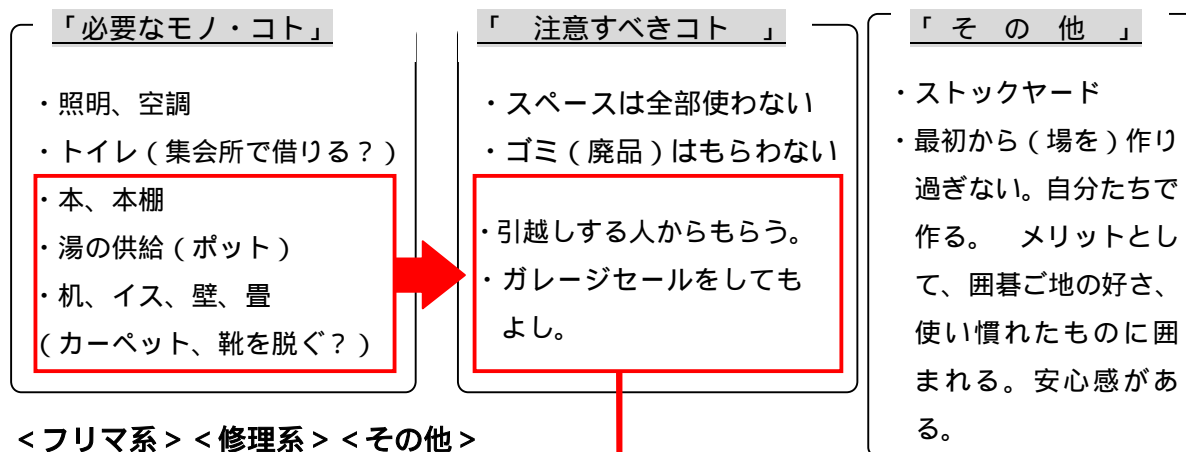 「必要なモノ・コト」
・照明、空調
・トイレ（集会所で借りる？）
・本、本棚
・湯の供給（ポット）
・机、イス、壁、畳
（カーペット、靴を脱ぐ？）
「　注意すべきコト　」
・スペースは全部使わない
・ゴミ（廃品）はもらわない
・引越しする人からもらう。
・ガレージセールをしても
よし。
「その他」
・ストックヤード
・最初から（場を）作り
過ぎない。自分たちで
作る。　メリットとし
て、囲碁ご地の好さ、
使い慣れたものに囲
まれる。安心感があ
る。
＜フリマ系＞＜修理系＞＜その他＞